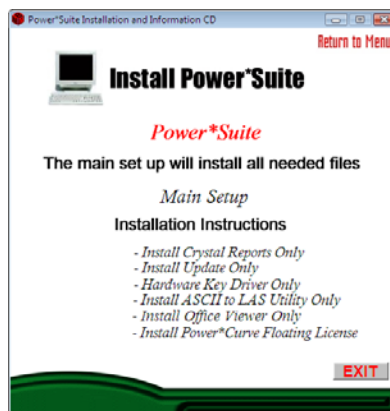 Power*Suite Installation and Information CD
Return to Menu
Install Power*Suite
Power*Suite
The main set up will install all needed files
Main Setup
Installation Instructions
- Install Crystal Reports Only
- Install Update Only
- Hardware Key Driver Only
- Install ASCII to LAS Utility Only
- Install Office Viewer Only
- Install Power*Curve Floating License
EXIT